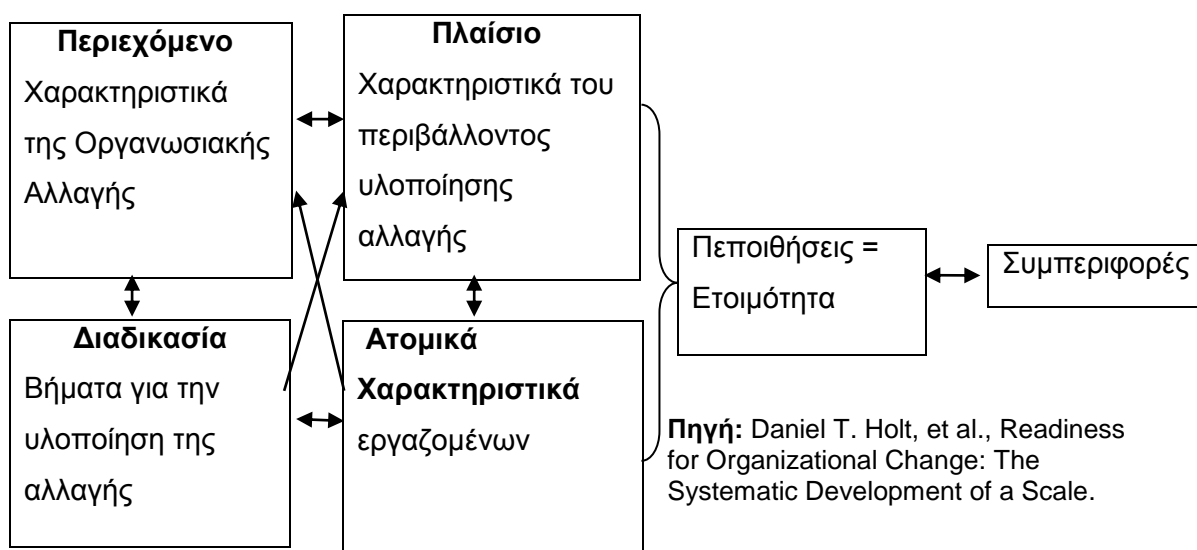 Περιεχόμενο
Χαρακτηριστικά
της Οργανωσιακής
Αλλαγής
Πλαίσιο
Χαρακτηριστικά του
περιβάλλοντος
υλοποίησης
αλλαγής
Διαδικασία
Βήματα για την
υλοποίηση της
αλλαγής
Ατομικά
Χαρακτηριστικά
εργαζομένων
Πεποιθήσεις =
Ετοιμότητα
Συμπεριφορές
Πηγή: Daniel T. Holt, et al., Readiness
for Organizational Change: The
Systematic Development of a Scale.